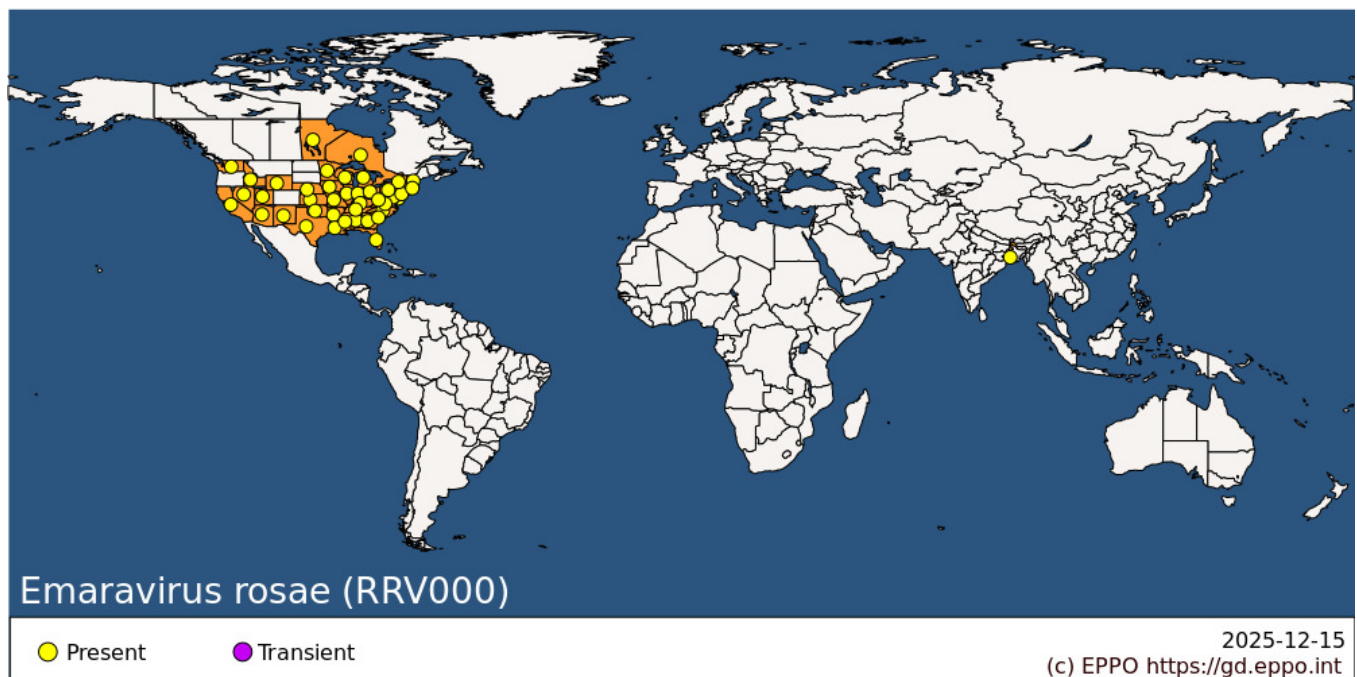 Emaravirus rosae (RRV000)
Present
Transient
2025-12-15
(c) EPPO https://gd.eppo.int